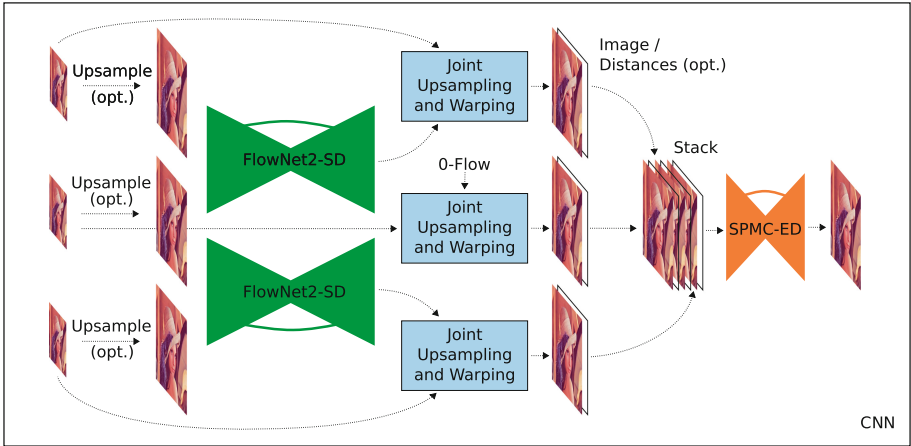 Upsample
(opt.)
Joint
Upsampling
and Warping
Image /
Distances (opt.)
FlowNet2-SD
Stack
0-Flow
Upsample
(opt.)
Joint
Upsampling
and Warping
SPMC-ED
FlowNet2-SD
Upsample
(opt.)
Joint
Upsampling
and Warping
CNN